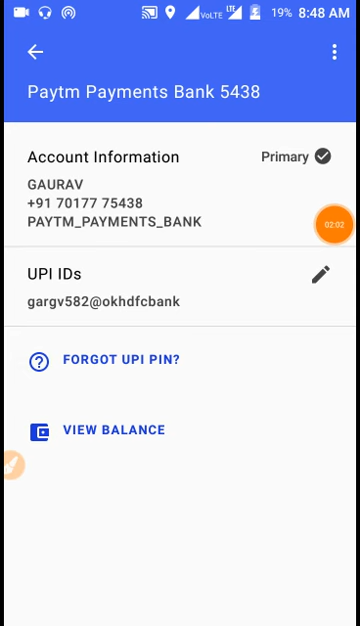 VoLTE LTE 19% 8:48 AM
Paytm Payments Bank 5438
Account Information Primary
GAURAV
+91 70177 75438
PAYTM_PAYMENTS_BANK
02:02
UPI IDs
gargv582@okhdfcbank
FORGOT UPI PIN?
VIEW BALANCE